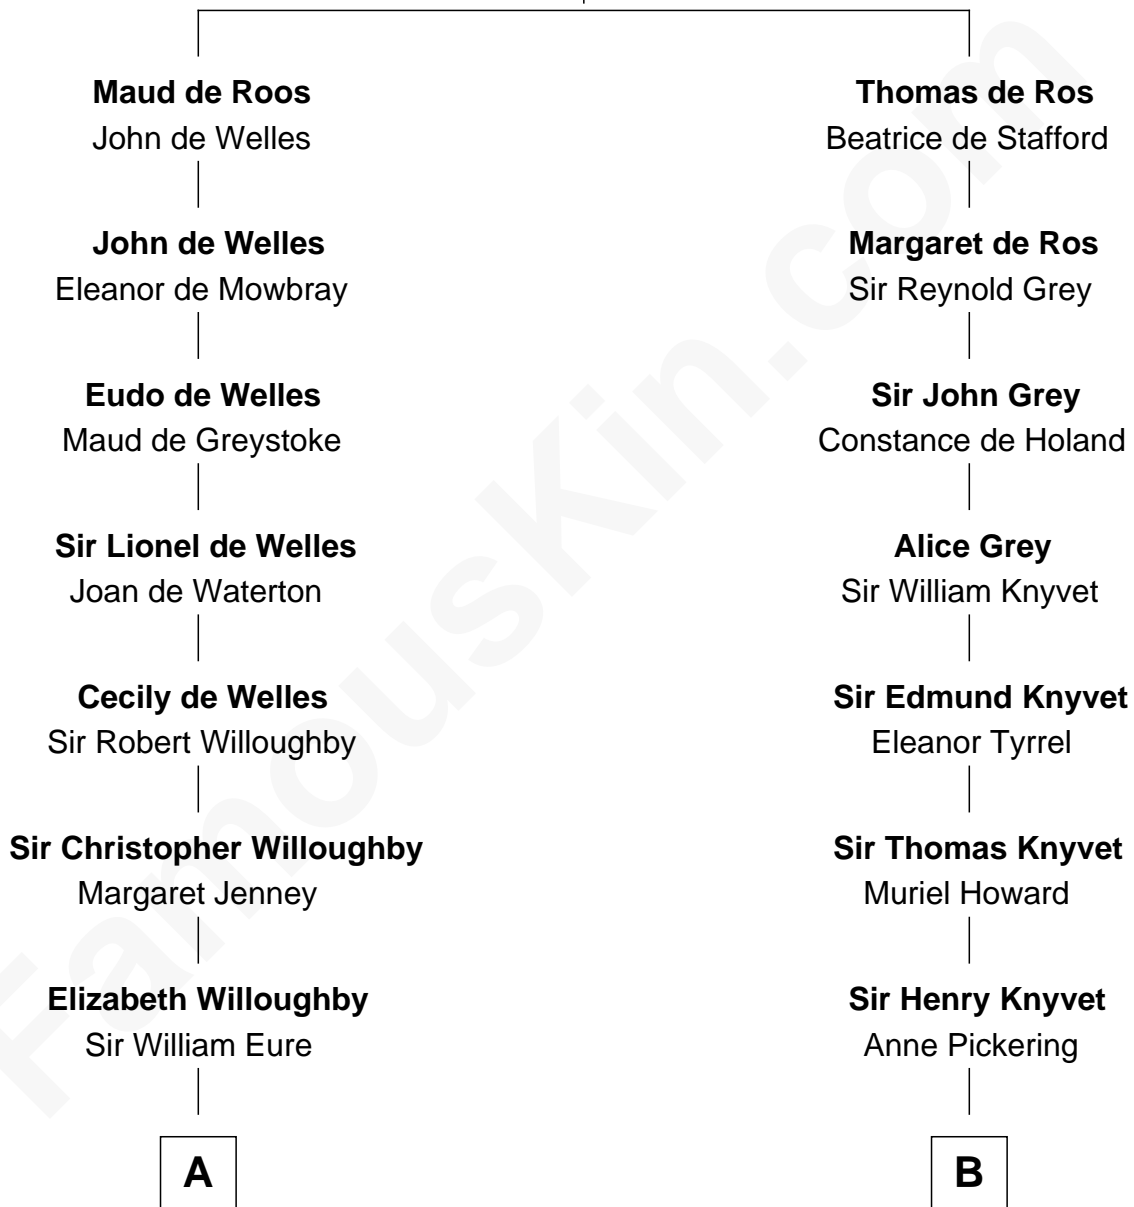 Maud de Roos
John de Welles
John de Welles
Eleanor de Mowbray
Eudo de Welles
Maud de Greystoke
Sir Lionel de Welles
Joan de Waterton
Cecily de Welles
Sir Robert Willoughby
Sir Christopher Willoughby
Margaret Jenney
Elizabeth Willoughby
Sir William Eure
A
Thomas de Ros
Beatrice de Stafford
Margaret de Ros
Sir Reynold Grey
Sir John Grey
Constance de Holand
Alice Grey
Sir William Knyvet
Sir Edmund Knyvet
Eleanor Tyrrel
Sir Thomas Knyvet
Muriel Howard
Sir Henry Knyvet
Anne Pickering
B
FamousKin.com